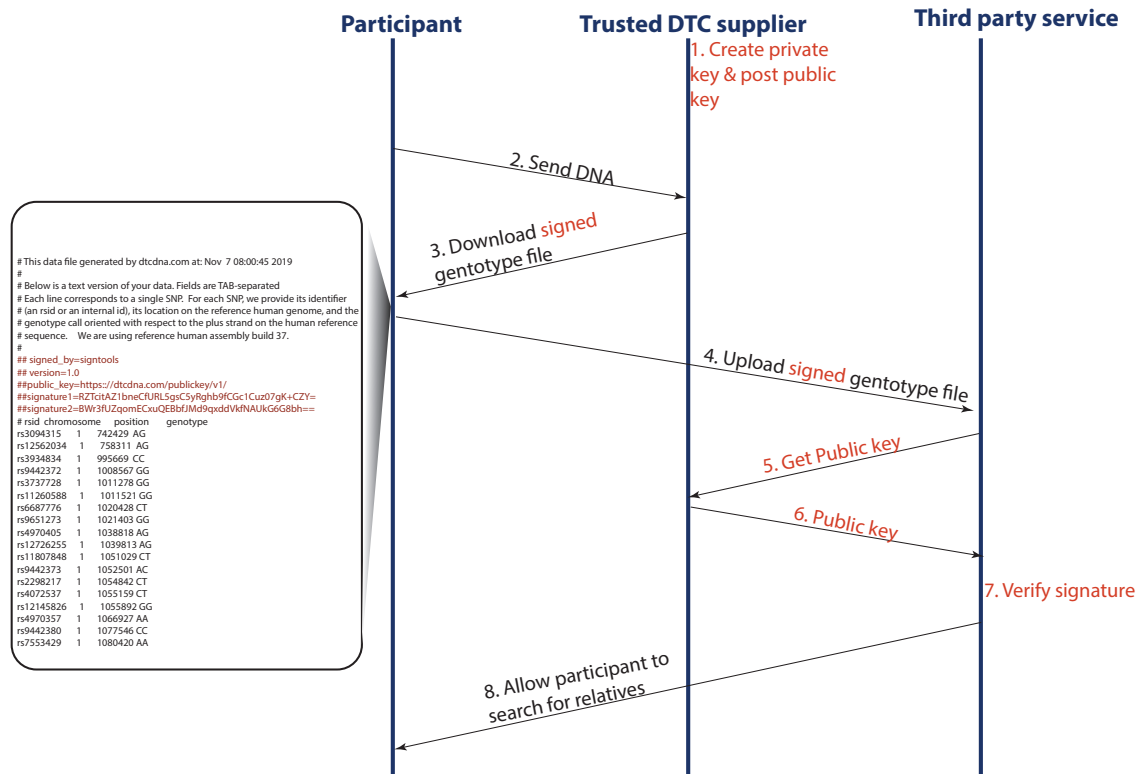 Participant
Trusted DTC supplier
Third party service
1. Create private
key & post public
key
2. Send DNA
3. Download signed
gentotype file
# This data file generated by dtcdna.com at: Nov 7 08:00:45 2019
#
# Below is a text version of your data. Fields are TAB-separated
# Each line corresponds to a single SNP. For each SNP, we provide its identifier
# (an rsid or an internal id), its location on the reference human genome, and the
# genotype call oriented with respect to the plus strand on the human reference
# sequence. We are using reference human assembly build 37.
#
## signed_by=signtools
## version=1.0
##public_key=https://dtcdna.com/publickey/v1/
##signature1=RZTcitAZ1bneCfURL5gsC5yRghb9fCGc1Cuz07gK+CZY=
##signature2=BWr3fUZqomECxuQEBbfJMd9qxddVkfNAUkG6G8bh==
# rsid chromosome position genotype
rs3094315 1 742429 AG
rs12562034 1 758311 AG
rs3934834 1 995669 CC
rs9442372 1 1008567 GG
rs3737728 1 1011278 GG
rs11260588 1 1011521 GG
rs6687776 1 1020428 CT
rs9651273 1 1021403 GG
rs4970405 1 1038818 AG
rs12726255 1 1039813 AG
rs11807848 1 1051029 CT
rs9442373 1 1052501 AC
rs2298217 1 1054842 CT
rs4072537 1 1055159 CT
rs12145826 1 1055892 GG
rs4970357 1 1066927 AA
rs9442380 1 1077546 CC
rs7553429 1 1080420 AA
4. Upload signed gentotype file
5. Get Public key
6. Public key
7. Verify signature
8. Allow participant to
search for relatives